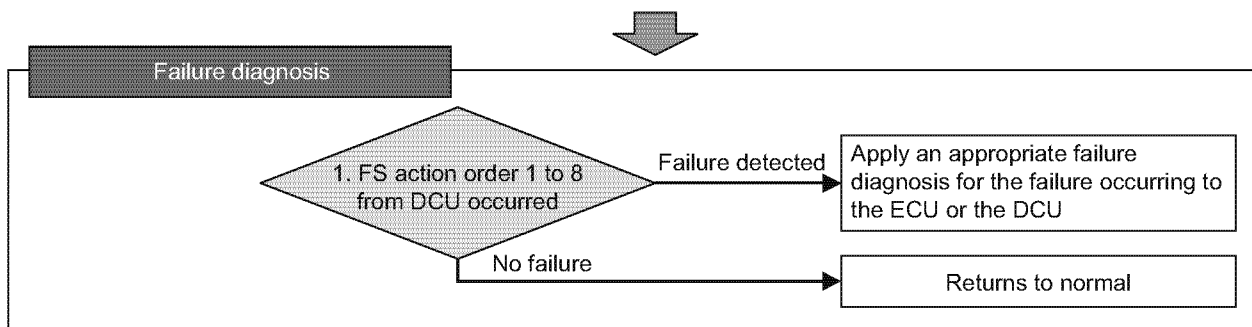 Failure diagnosis
1. FS action order 1 to 8
from DCU occurred
Failure detected
Apply an appropriate failure
diagnosis for the failure occurring to
the ECU or the DCU
No failure
Returns to normal